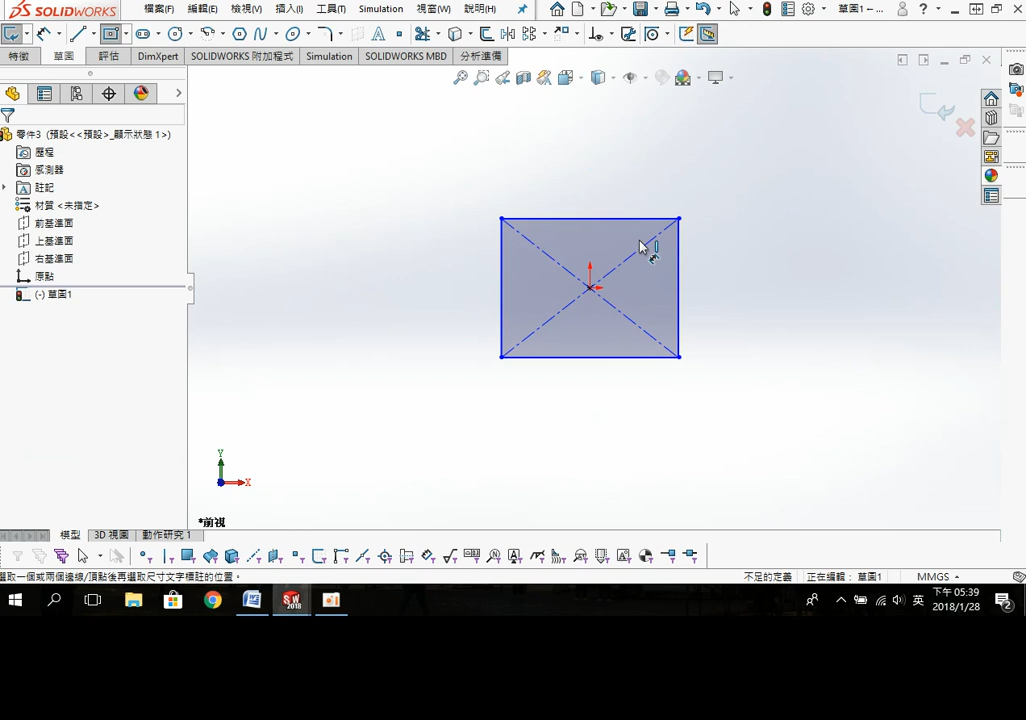 SOLIDWORKS 檔案(F) 編輯(E) 檢視(V) 插入(I) 工具(T) Simulation 視窗(W) 說明(H) 草圖1 ...
特徵 草圖 評估 DimXpert SOLIDWORKS 附加程式 Simulation SOLIDWORKS MBD 分析準備
零件3 (預設<<預設>_顯示狀態 1>)
歷程
感測器
註記
材質 <未指定>
前基準面
上基準面
右基準面
原點
(-) 草圖1
Y
X
*前視
模型 3D 視圖 動作研究 1
選取一個或兩個邊線/頂點後再選取尺寸文字標註的位置。 不足的定義 正在編輯： 草圖1 MMGS
SW 2018 英 下午 05:39
2018/1/28 2